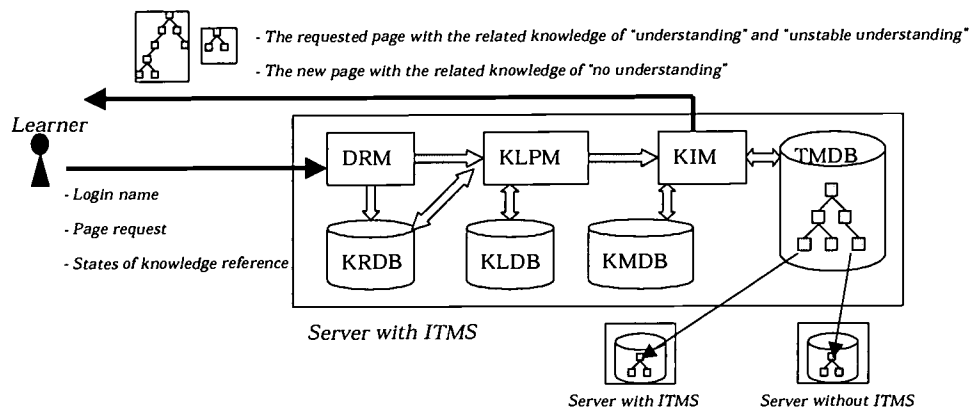 - The requested page with the related knowledge of "understanding" and "unstable understanding"
- The new page with the related knowledge of "no understanding"
Learner
DRM
KLPM
KIM
TMDB
- Login name
- Page request
- States of knowledge reference
KRDB
KLDB
KMDB
Server with ITMS
Server with ITMS
Server without ITMS